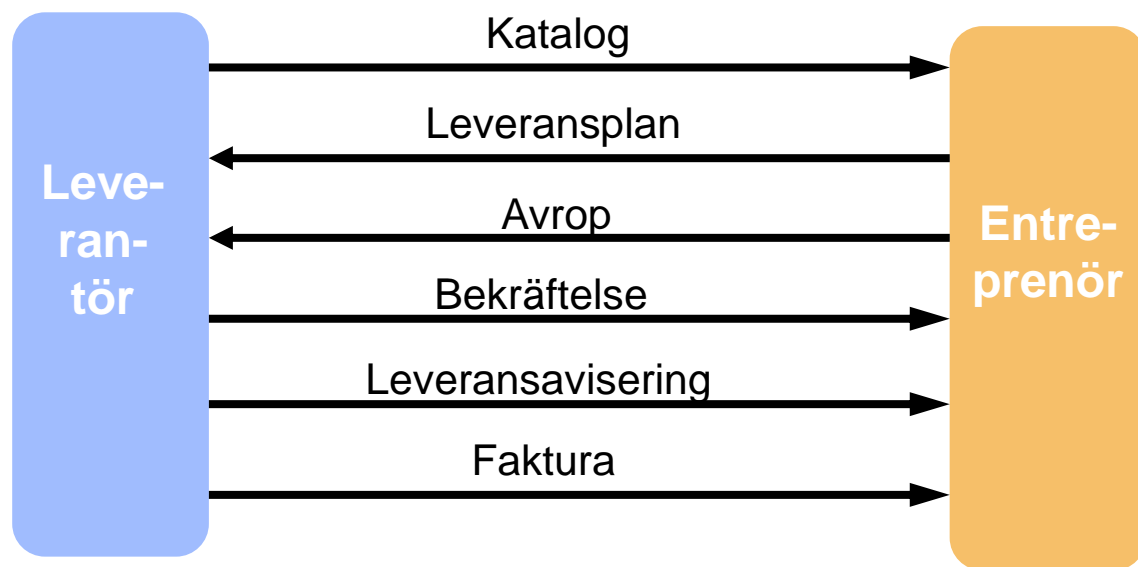 Katalog
Leveransplan
Leve-
ran-
tör
Avrop
Entre-
prenör
Bekräftelse
Leveransavisering
Faktura